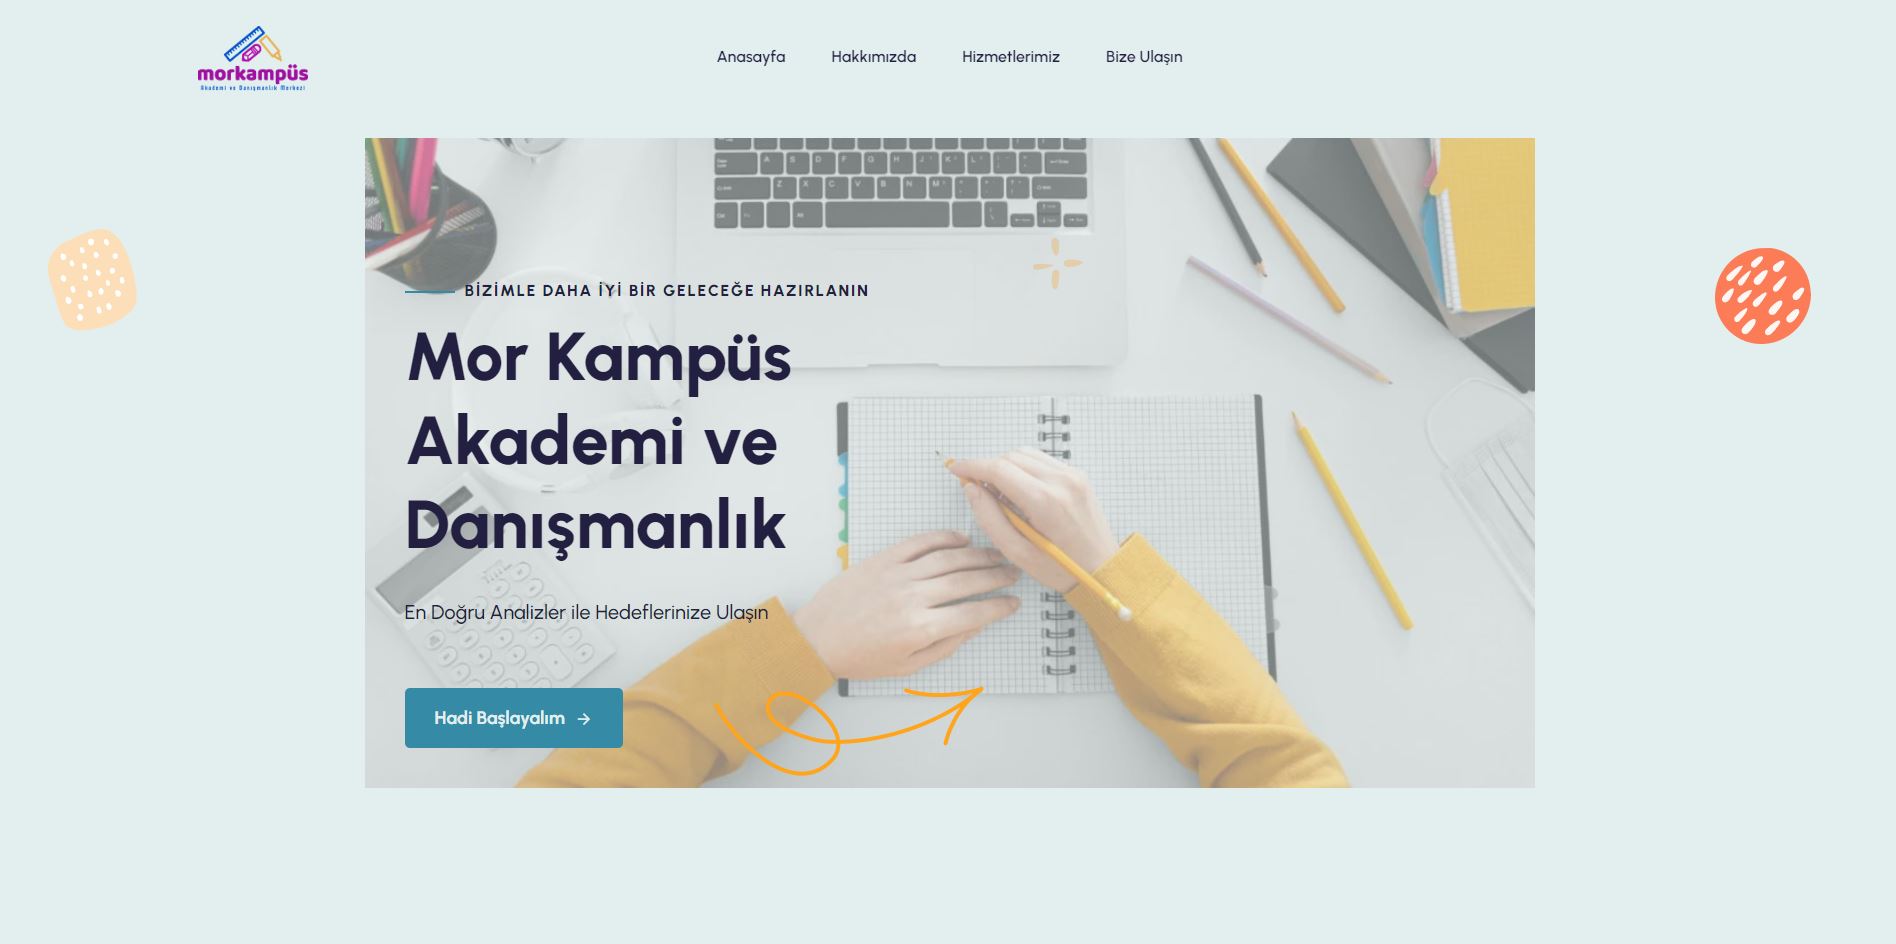 morkampüs
Akademi ve Danışmanlık Merkezi
Anasayfa
Hakkımızda
Hizmetlerimiz
Bize Ulaşın
BİZİMLE DAHA İYİ BİR GELECEĞE HAZIRLANIN
Mor Kampüs
Akademi ve
Danışmanlık
En Doğru Analizler ile Hedeflerinize Ulaşın
Hadi Başlayalım →